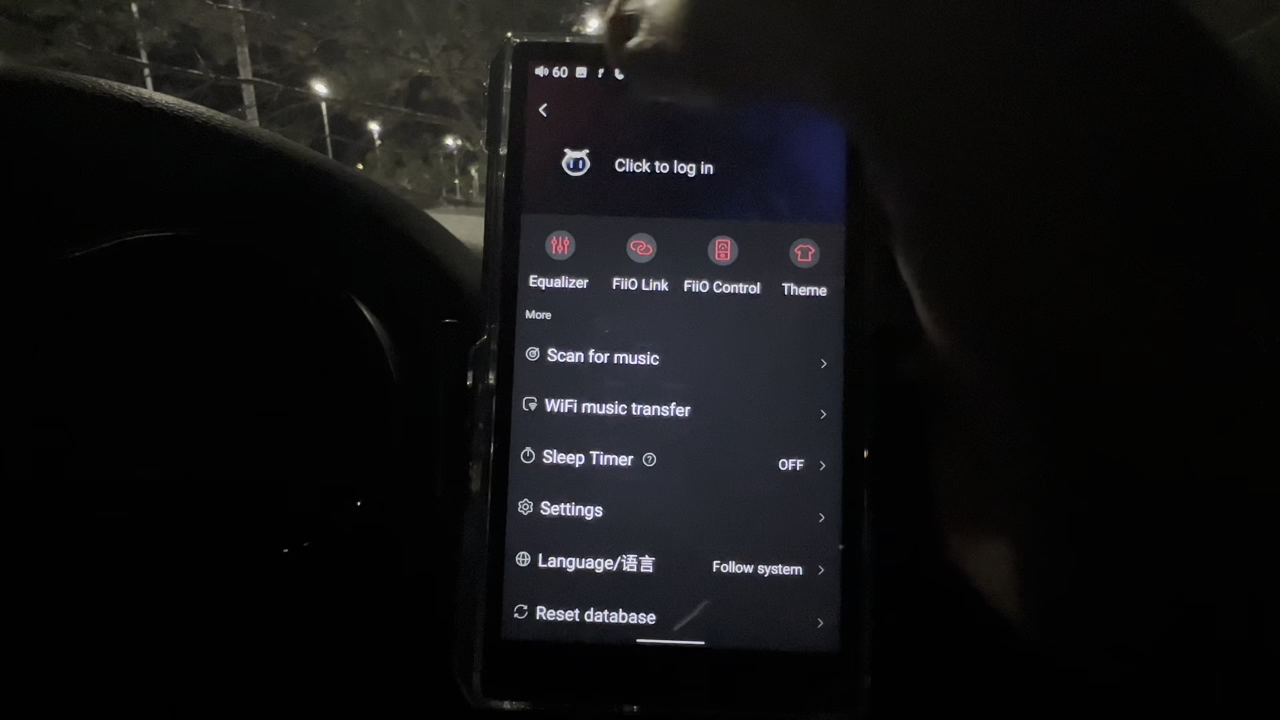 60
Click to log in
Equalizer
FiiO Link
FiiO Control
Theme
More
Scan for music
WiFi music transfer
Sleep Timer
OFF
Settings
Language/语言
Follow system
Reset database